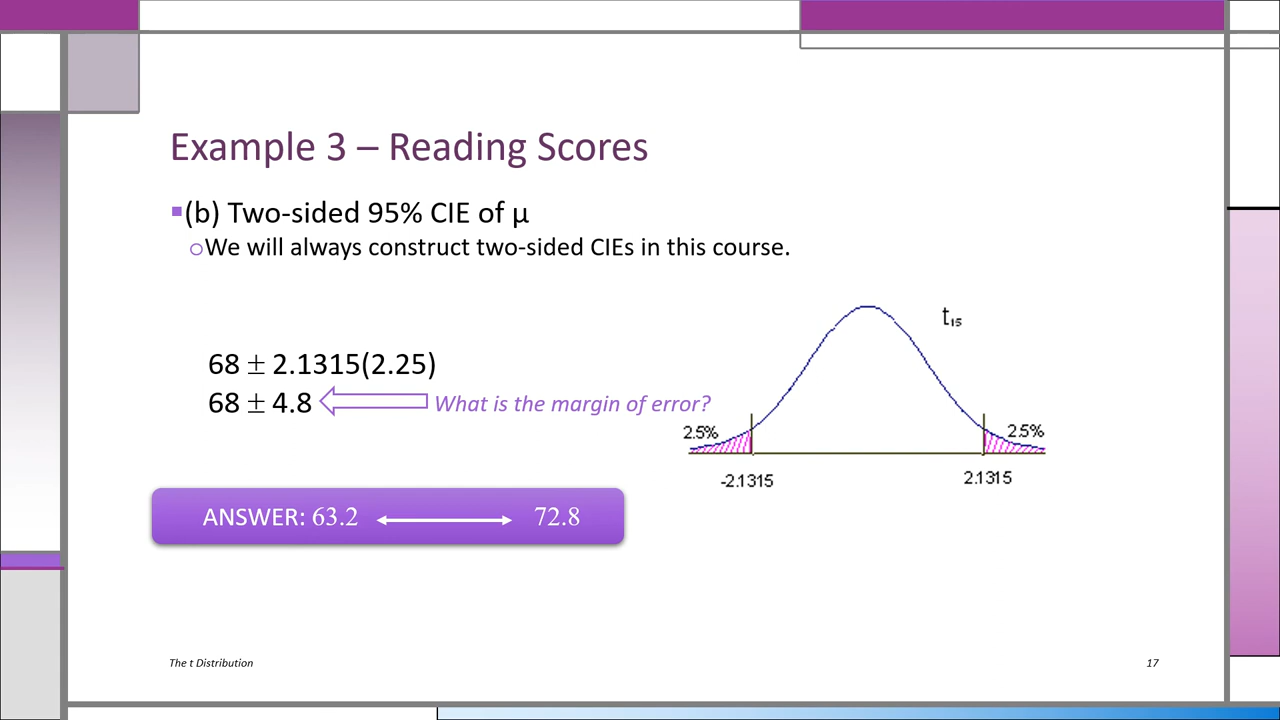 Example 3 – Reading Scores
(b) Two-sided 95% CIE of μ
We will always construct two-sided CIEs in this course.
68 ± 2.1315(2.25)
68 ± 4.8
What is the margin of error?
t₁₅
2.5%
2.5%
-2.1315
2.1315
ANSWER: 63.2 72.8
The t Distribution
17